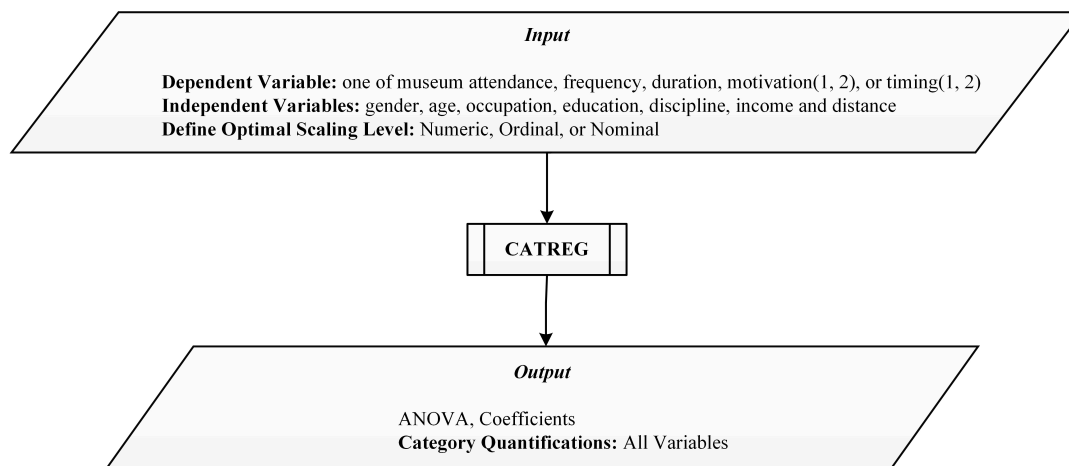 Input
Dependent Variable: one of museum attendance, frequency, duration, motivation(1, 2), or timing(1, 2)
Independent Variables: gender, age, occupation, education, discipline, income and distance
Define Optimal Scaling Level: Numeric, Ordinal, or Nominal
CATREG
Output
ANOVA, Coefficients
Category Quantifications: All Variables